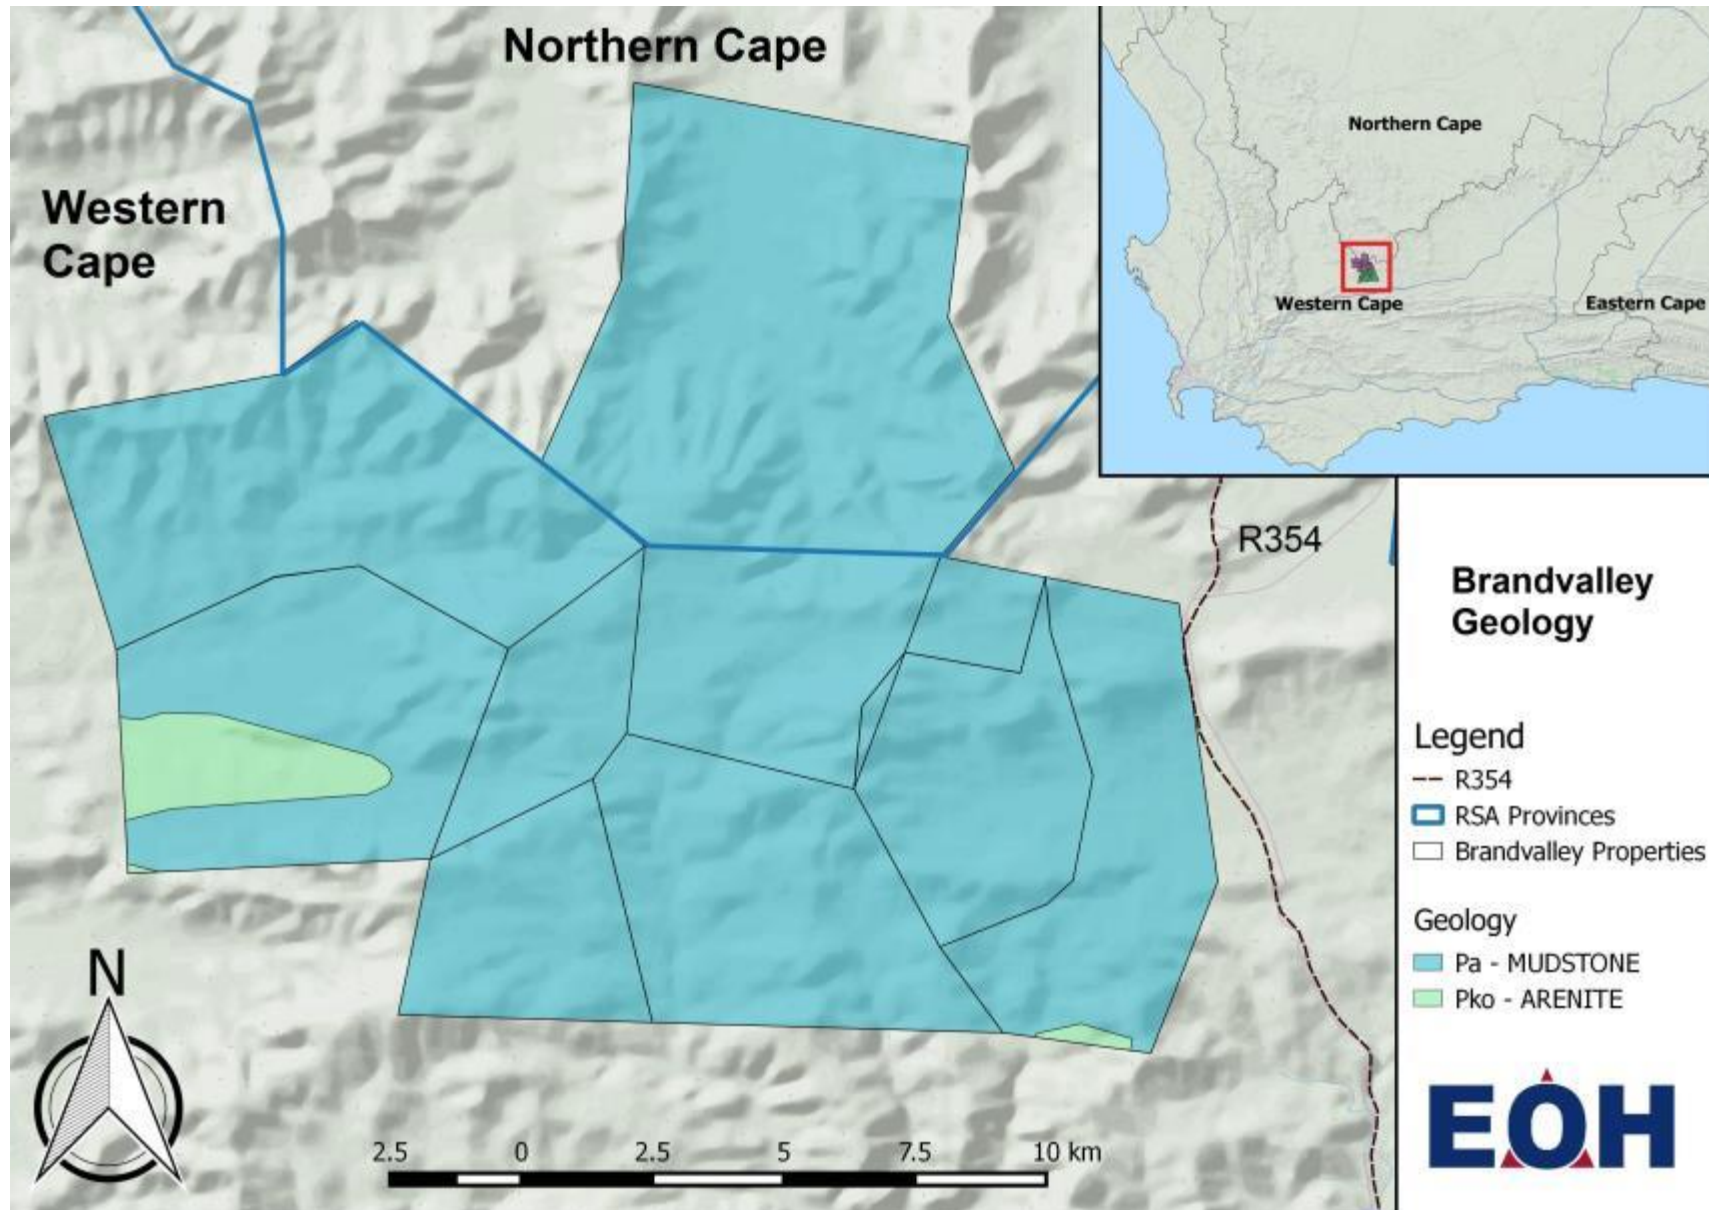 Northern Cape
Western
Cape
Northern Cape
Western Cape
Eastern Cape
R354
Brandvalley
Geology
Legend
R354
RSA Provinces
Brandvalley Properties
Geology
Pa - MUDSTONE
Pko - ARENITE
N
2.5 0 2.5 5 7.5 10 km
EOH